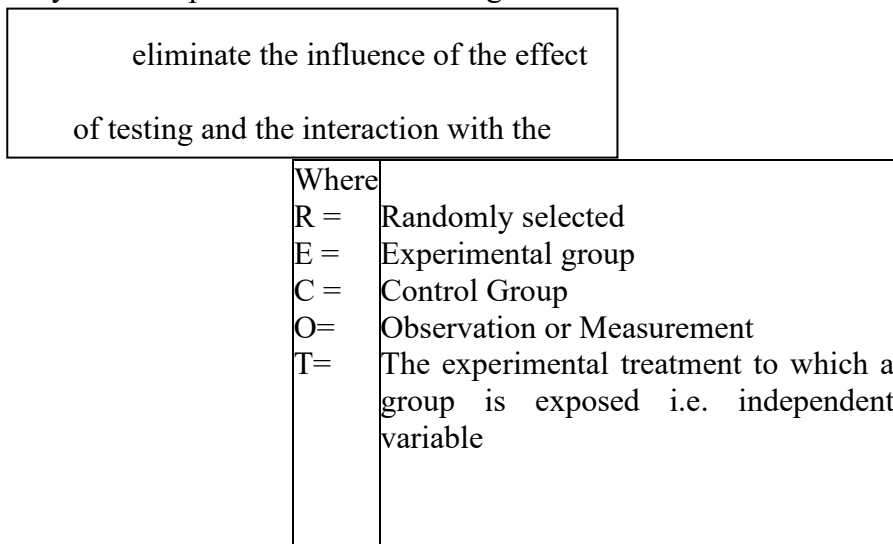 eliminate the influence of the effect
of testing and the interaction with the
Where
R = Randomly selected
E = Experimental group
C = Control Group
O= Observation or Measurement
T= The experimental treatment to which a
group is exposed i.e. independent
variable